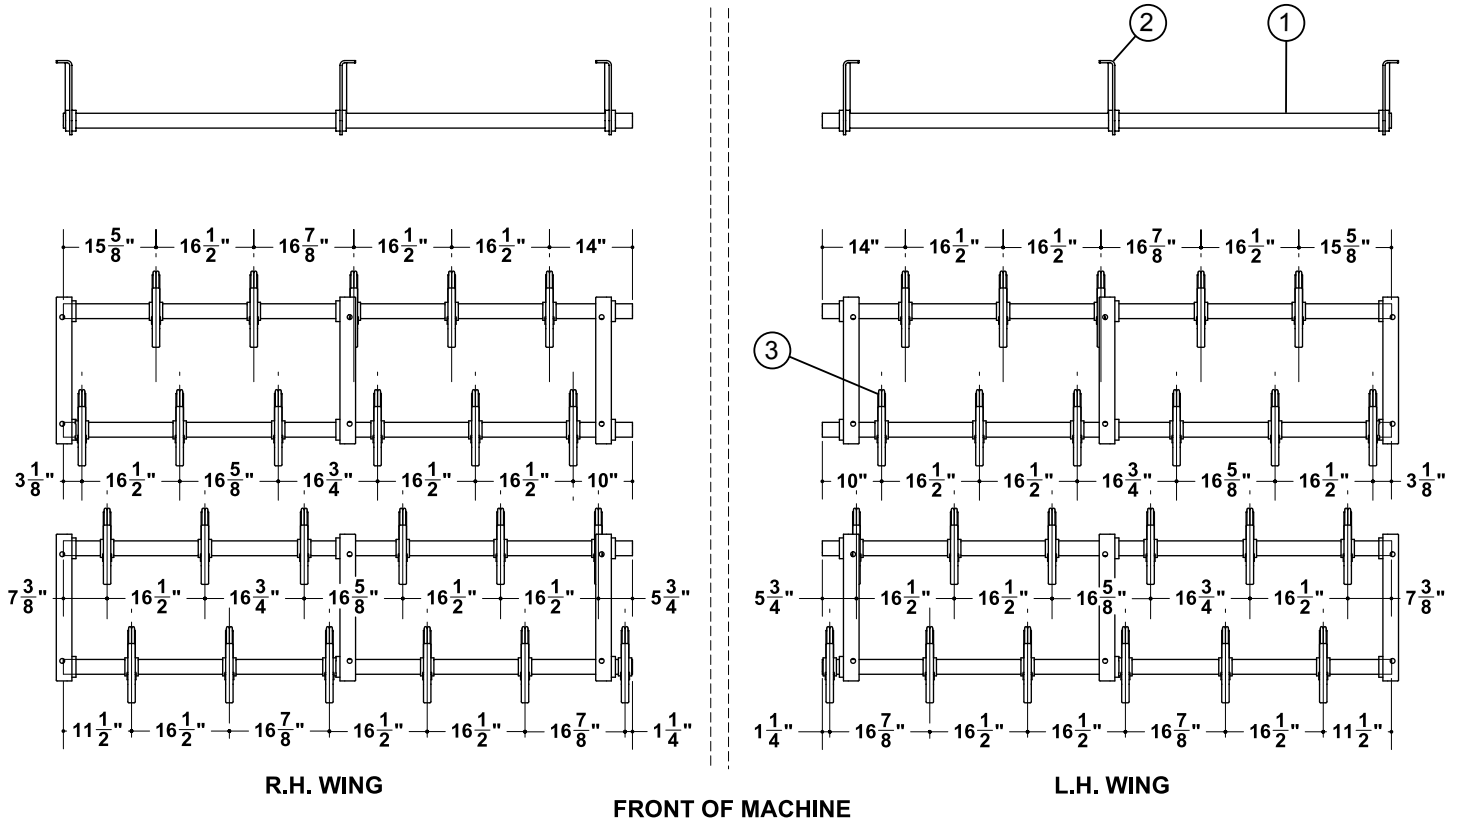 2 1
15 5/8" 16 1/2" 16 7/8" 16 1/2" 16 1/2" 14" 14" 16 1/2" 16 1/2" 16 7/8" 16 1/2" 15 5/8"
3
3 1/8" 16 1/2" 16 5/8" 16 3/4" 16 1/2" 16 1/2" 10" 10" 16 1/2" 16 1/2" 16 3/4" 16 5/8" 16 1/2" 3 1/8"
7 3/8" 16 1/2" 16 3/4" 16 5/8" 16 1/2" 16 1/2" 5 3/4" 5 3/4" 16 1/2" 16 1/2" 16 5/8" 16 3/4" 16 1/2" 7 3/8"
11 1/2" 16 1/2" 16 7/8" 16 1/2" 16 1/2" 16 7/8" 1 1/4" 1 1/4" 16 7/8" 16 1/2" 16 1/2" 16 7/8" 16 1/2" 11 1/2"
R.H. WING L.H. WING
FRONT OF MACHINE